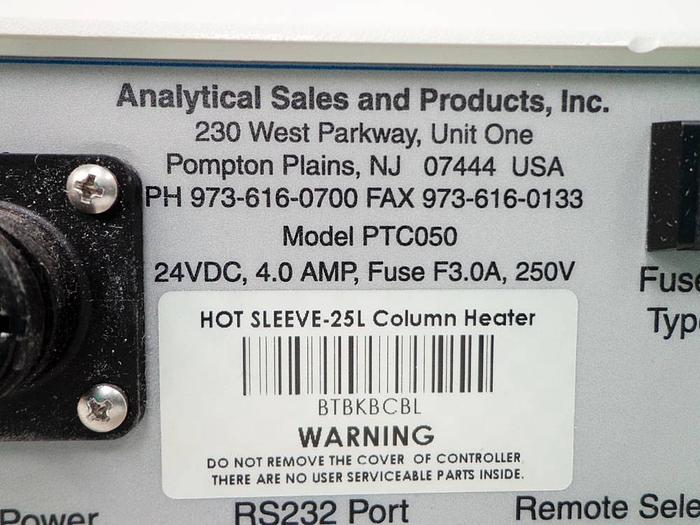 Analytical Sales and Products, Inc.
230 West Parkway, Unit One
Pompton Plains, NJ 07444 USA
PH 973-616-0700 FAX 973-616-0133
Model PTC050
24VDC, 4.0 AMP, Fuse F3.0A, 250V
HOT SLEEVE-25L Column Heater
BTBKBCBL
WARNING
DO NOT REMOVE THE COVER OF CONTROLLER
THERE ARE NO USER SERVICEABLE PARTS INSIDE.
Fuse
Typ
Power
RS232 Port
Remote Sele